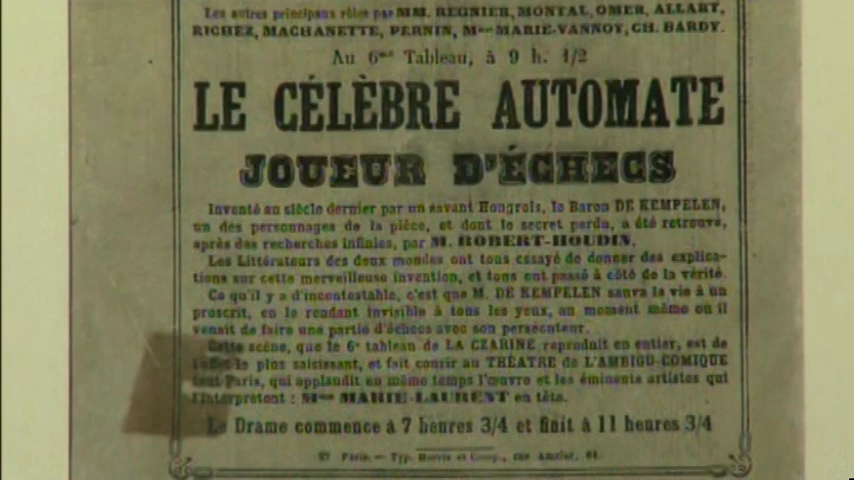 Les autres principaux rôles par MM. REGNIER, MONTAL, OMER, ALLART,
RICHEZ, MACHANETTE, PERNIN, Mmes MARIE-VANNOY, CH. BARDY.
Au 6me Tableau, à 9 h. 1/2
LE CÉLÈBRE AUTOMATE
JOUEUR D'ÉCHECS
Inventé au siècle dernier par un savant Hongrois, le Baron DE KEMPELEN,
un des personnages de la pièce, et dont le secret perdu, a été retrouvé,
après des recherches infinies, par M. ROBERT-HOUDIN.
Les Littérateurs des deux mondes ont tous essayé de donner des explica-
tions sur cette merveilleuse invention, et tous ont passé à côté de la vérité.
Ce qu'il y a d'incontestable, c'est que M. DE KEMPELEN sauva la vie à un
proscrit, en le rendant invisible à tous les yeux, au moment même où il
venait de faire une partie d'échecs avec son persécuteur.
Cette scène, que le 6e tableau de LA CZARINE reproduit en entier, est de
l'effet le plus saisissant, et fait courir au THÉATRE de L'AMBIGU-COMIQUE
tout Paris, qui applaudit en même temps l'œuvre et les éminents artistes qui
l'interprètent : Mme MARIE-LAURENT en tête.
Le Drame commence à 7 heures 3/4 et finit à 11 heures 3/4
Paris. — Typ. Morris et Comp., rue Amelot, 64.